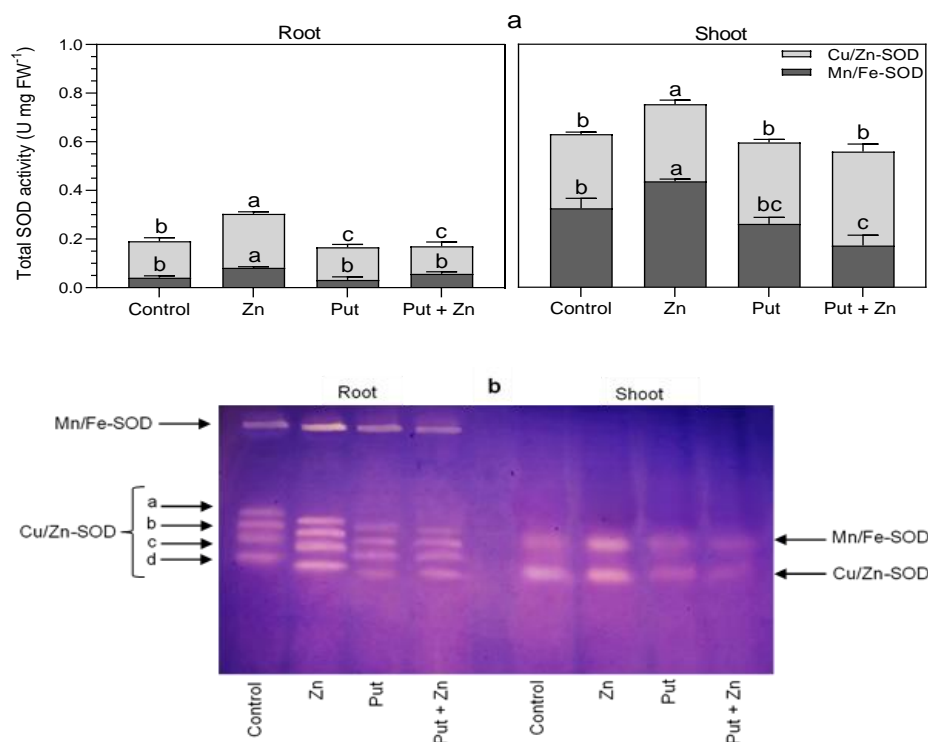 a
Root
Shoot
Total SOD activity (U mg FW⁻¹)
1.0
0.8
0.6
0.4
0.2
0.0
Cu/Zn-SOD
Mn/Fe-SOD
b a c c
b a b b
b a b b
b a bc c
Control Zn Put Put + Zn
Control Zn Put Put + Zn
b
Root
Shoot
Mn/Fe-SOD
Cu/Zn-SOD
a
b
c
d
Mn/Fe-SOD
Cu/Zn-SOD
Control Zn Put Put + Zn
Control Zn Put Put + Zn